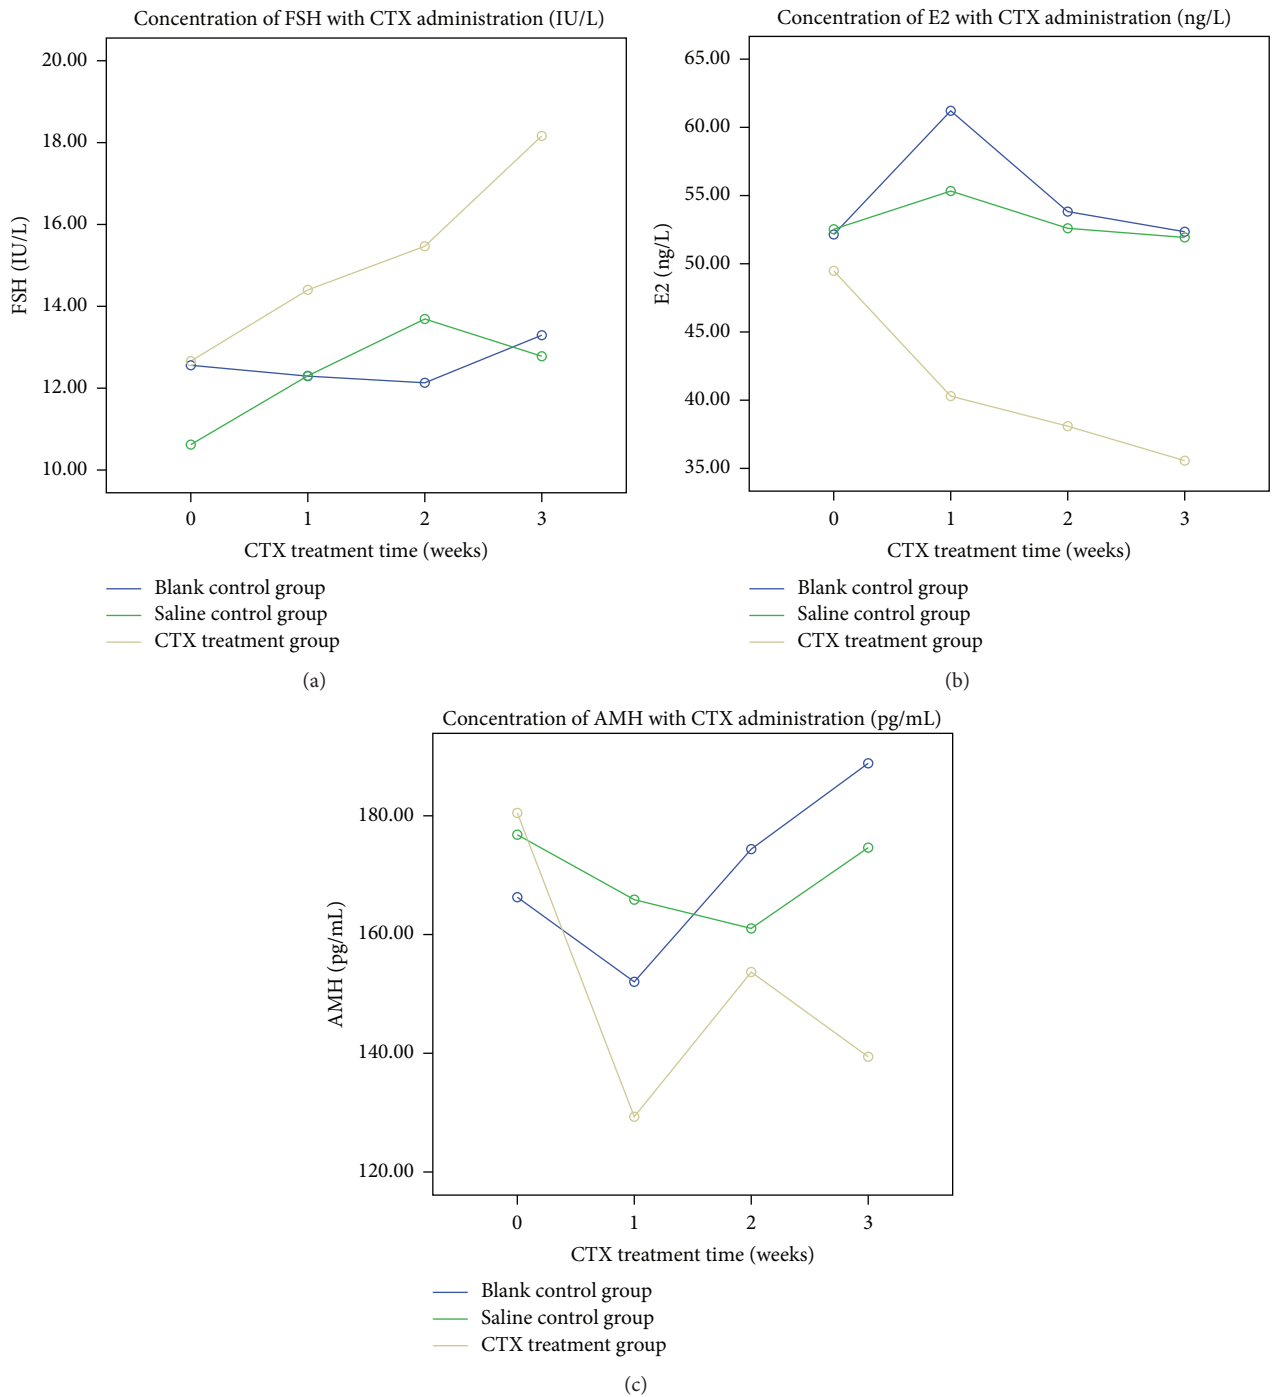 Concentration of FSH with CTX administration (IU/L)
20.00
18.00
16.00
14.00
12.00
10.00
FSH (IU/L)
0 1 2 3
CTX treatment time (weeks)
Blank control group
Saline control group
CTX treatment group
(a)
Concentration of E2 with CTX administration (ng/L)
65.00
60.00
55.00
50.00
45.00
40.00
35.00
E2 (ng/L)
0 1 2 3
CTX treatment time (weeks)
Blank control group
Saline control group
CTX treatment group
(b)
Concentration of AMH with CTX administration (pg/mL)
180.00
160.00
140.00
120.00
AMH (pg/mL)
0 1 2 3
CTX treatment time (weeks)
Blank control group
Saline control group
CTX treatment group
(c)